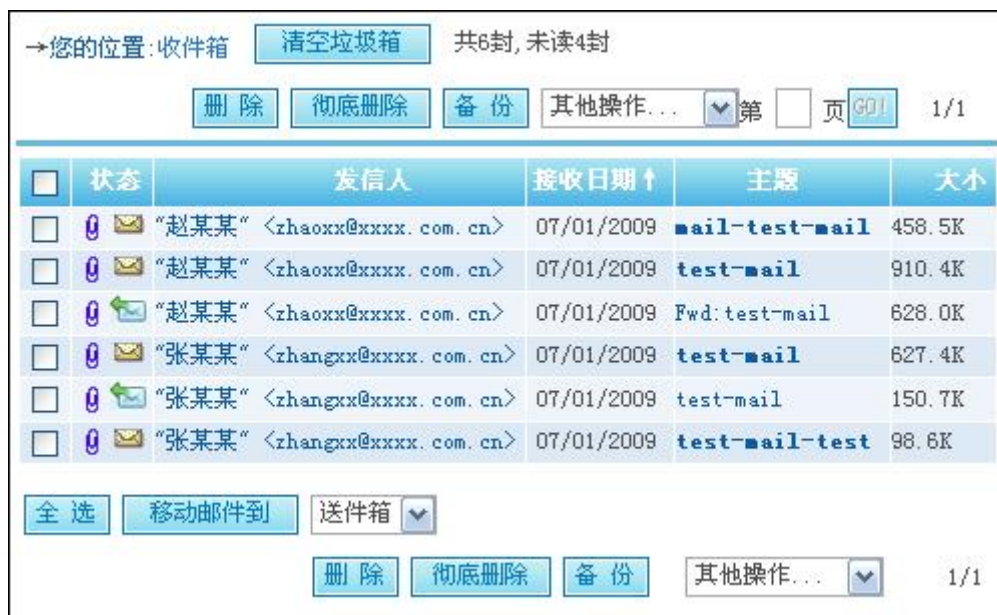 →您的位置:收件箱 清空垃圾箱 共6封,未读4封
删 除 彻底删除 备 份 其他操作... 第 页 GO! 1/1
状态 发信人 接收日期↑ 主题 大小
“赵某某” <zhaoxx@xxxx.com.cn> 07/01/2009 mail-test-mail 458.5K
“赵某某” <zhaoxx@xxxx.com.cn> 07/01/2009 test-mail 910.4K
“赵某某” <zhaoxx@xxxx.com.cn> 07/01/2009 Fwd:test-mail 628.0K
“张某某” <zhangxx@xxxx.com.cn> 07/01/2009 test-mail 627.4K
“张某某” <zhangxx@xxxx.com.cn> 07/01/2009 test-mail 150.7K
“张某某” <zhangxx@xxxx.com.cn> 07/01/2009 test-mail-test 98.6K
全 选 移动邮件到 送件箱
删 除 彻底删除 备 份 其他操作... 1/1